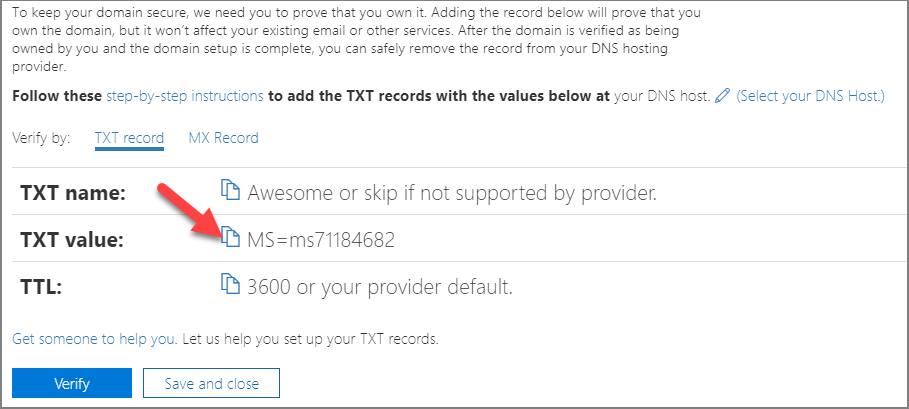 To keep your domain secure, we need you to prove that you own it. Adding the record below will prove that you
own the domain, but it won't affect your existing email or other services. After the domain is verified as being
owned by you and the domain setup is complete, you can safely remove the record from your DNS hosting
provider.
Follow these step-by-step instructions to add the TXT records with the values below at your DNS host. (Select your DNS Host.)
Verify by: TXT record MX Record
TXT name: Awesome or skip if not supported by provider.
TXT value: MS=ms71184682
TTL: 3600 or your provider default.
Get someone to help you. Let us help you set up your TXT records.
Verify Save and close